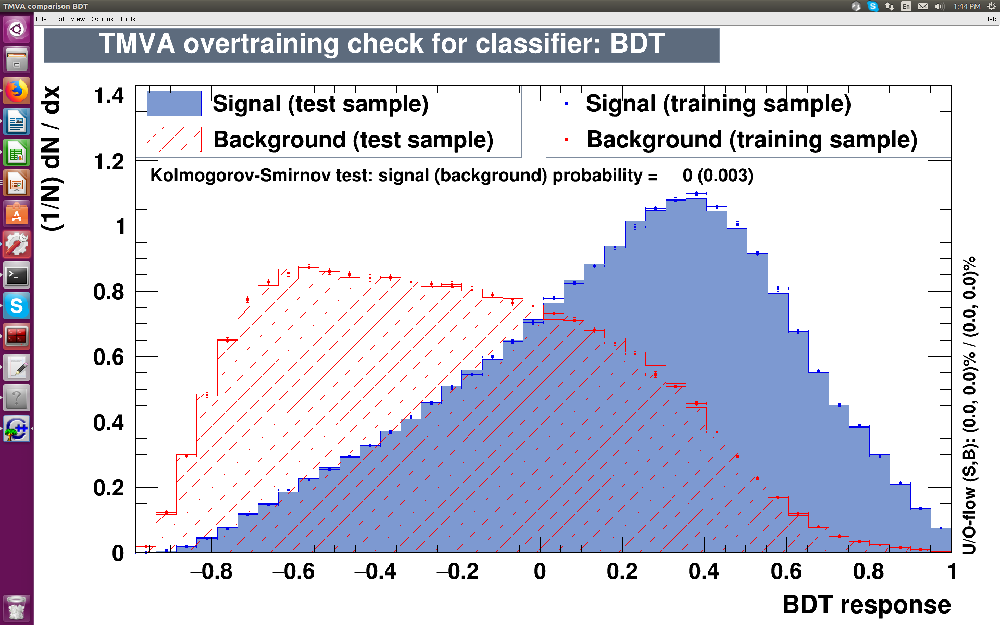 TMVA comparison BDT
En
1:44 PM
File Edit View Options Tools Help
TMVA overtraining check for classifier: BDT
(1/N) dN / dx
1.4
1.2
1
0.8
0.6
0.4
0.2
0
Signal (test sample)
Background (test sample)
Signal (training sample)
Background (training sample)
Kolmogorov-Smirnov test: signal (background) probability = 0 (0.003)
−0.8 −0.6 −0.4 −0.2 0 0.2 0.4 0.6 0.8 1
BDT response
U/O-flow (S,B): (0.0, 0.0)% / (0.0, 0.0)%